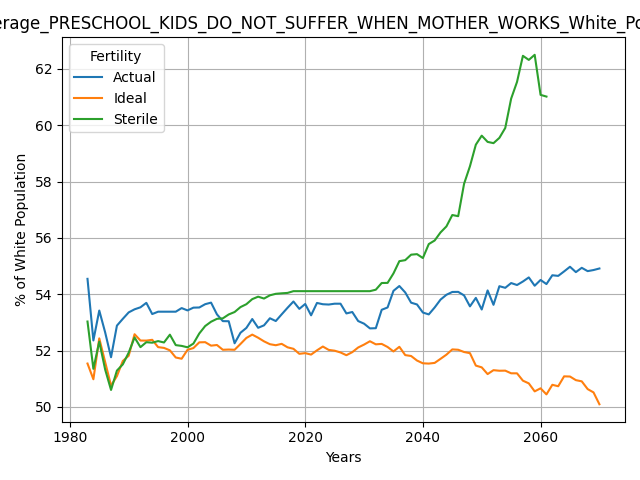 erage_PRESCHOOL_KIDS_DO_NOT_SUFFER_WHEN_MOTHER_WORKS_White_Po
Fertility
Actual
Ideal
Sterile
% of White Population
62
60
58
56
54
52
50
1980
2000
2020
2040
2060
Years